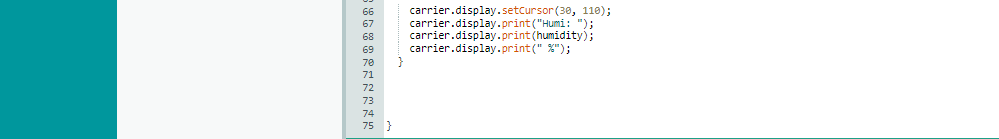 66 carrier.display.setCursor(30, 110);
67 carrier.display.print("Humi: ");
68 carrier.display.print(humidity);
69 carrier.display.print(" %");
70 }
71
72
73
74
75 }